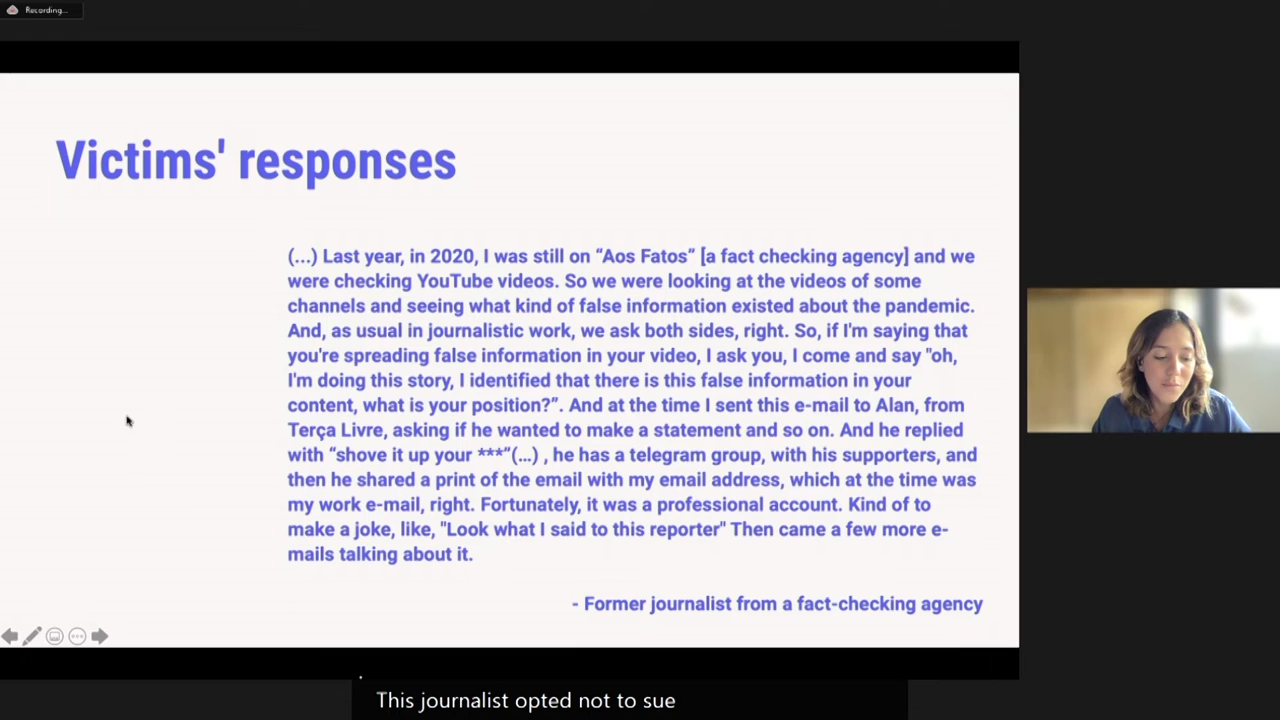 Recording...
Victims' responses
(...) Last year, in 2020, I was still on “Aos Fatos“ [a fact checking agency] and we
were checking YouTube videos. So we were looking at the videos of some
channels and seeing what kind of false information existed about the pandemic.
And, as usual in journalistic work, we ask both sides, right. So, if I'm saying that
you're spreading false information in your video, I ask you, I come and say "oh,
I'm doing this story, I identified that there is this false information in your
content, what is your position?”. And at the time I sent this e-mail to Alan, from
Terça Livre, asking if he wanted to make a statement and so on. And he replied
with “shove it up your ***”(…) , he has a telegram group, with his supporters, and
then he shared a print of the email with my email address, which at the time was
my work e-mail, right. Fortunately, it was a professional account. Kind of to
make a joke, like, "Look what I said to this reporter" Then came a few more e-
mails talking about it.
- Former journalist from a fact-checking agency
This journalist opted not to sue